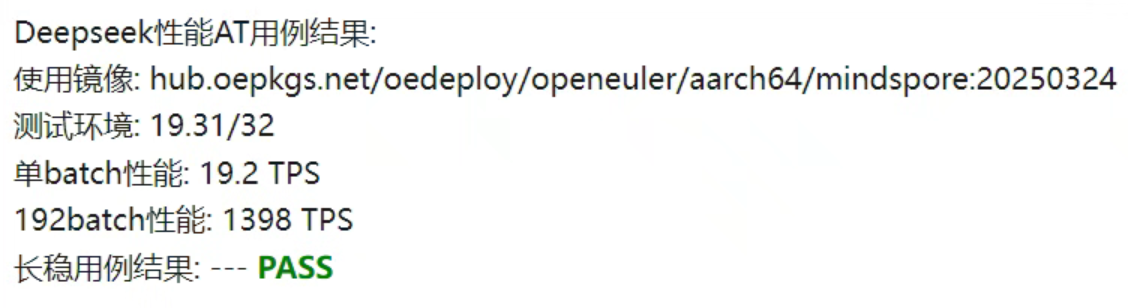 Deepseek性能AT用例结果:
使用镜像: hub.oepkgs.net/oedeploy/openeuler/aarch64/mindspore:20250324
测试环境: 19.31/32
单batch性能: 19.2 TPS
192batch性能: 1398 TPS
长稳用例结果: --- PASS